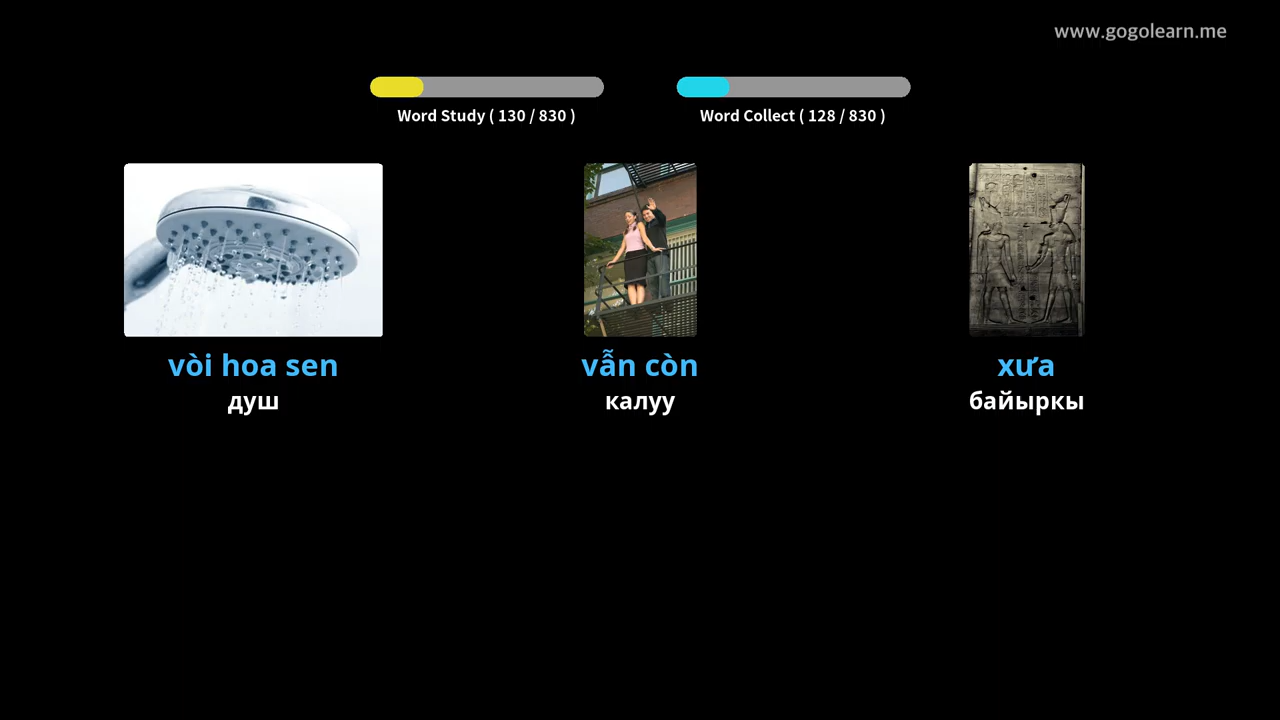 www.gogolearn.me
Word Study ( 130 / 830 )
Word Collect ( 128 / 830 )
vòi hoa sen
душ
vẫn còn
калуу
xưa
байыркы